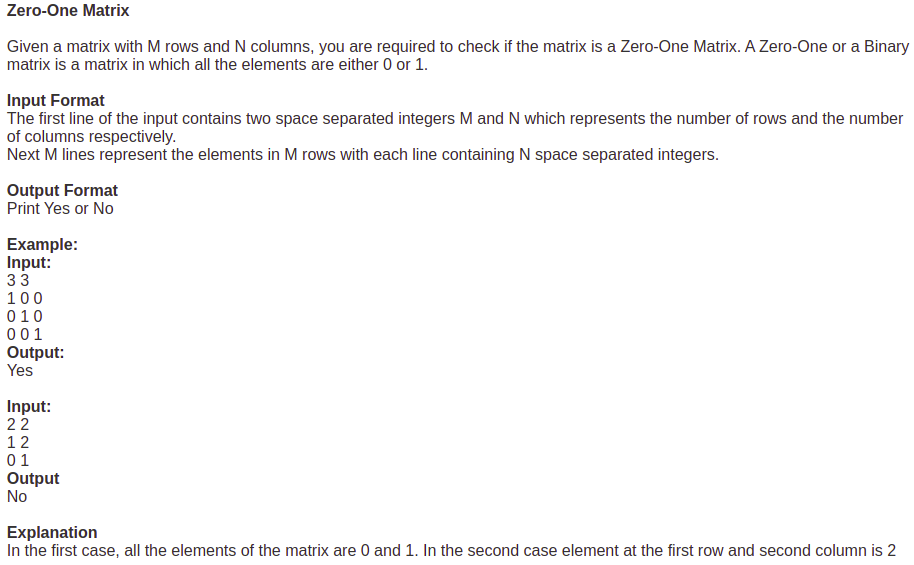 Zero-One Matrix
Given a matrix with M rows and N columns, you are required to check if the matrix is a Zero-One Matrix. A Zero-One or a Binary
matrix is a matrix in which all the elements are either 0 or 1.
Input Format
The first line of the input contains two space separated integers M and N which represents the number of rows and the number
of columns respectively.
Next M lines represent the elements in M rows with each line containing N space separated integers.
Output Format
Print Yes or No
Example:
Input:
3 3
1 0 0
0 1 0
0 0 1
Output:
Yes
Input:
2 2
1 2
0 1
Output
No
Explanation
In the first case, all the elements of the matrix are 0 and 1. In the second case element at the first row and second column is 2